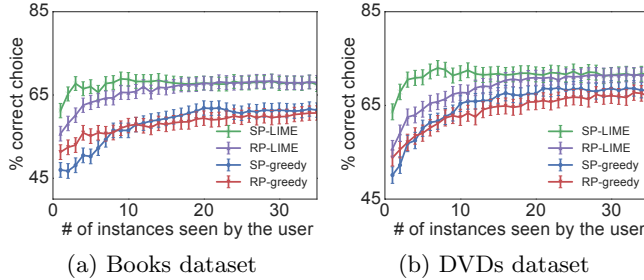 85
65
45
% correct choice
0
10
20
30
# of instances seen by the user
SP-LIME
RP-LIME
SP-greedy
RP-greedy
(a) Books dataset
85
65
45
% correct choice
0
10
20
30
# of instances seen by the user
SP-LIME
RP-LIME
SP-greedy
RP-greedy
(b) DVDs dataset